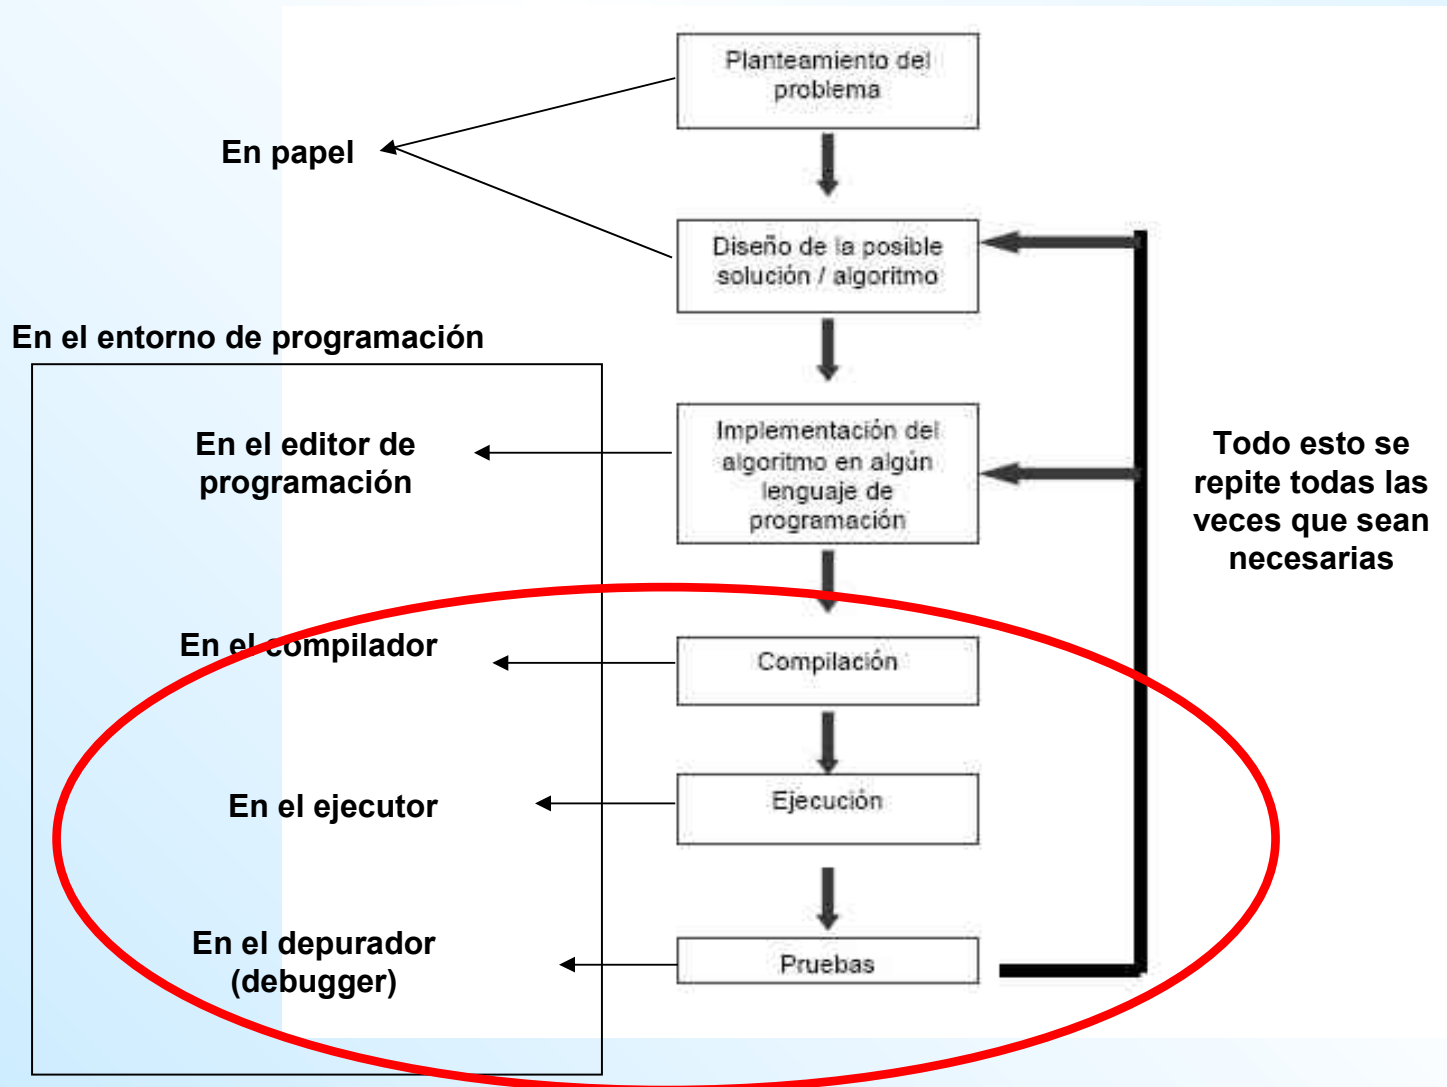 Planteamiento del
problema
En papel
Diseño de la posible
solución / algoritmo
En el entorno de programación
En el editor de
programación
Implementación del
algoritmo en algún
lenguaje de
programación
Todo esto se
repite todas las
veces que sean
necesarias
En el compilador
Compilación
En el ejecutor
Ejecución
En el depurador
(debugger)
Pruebas